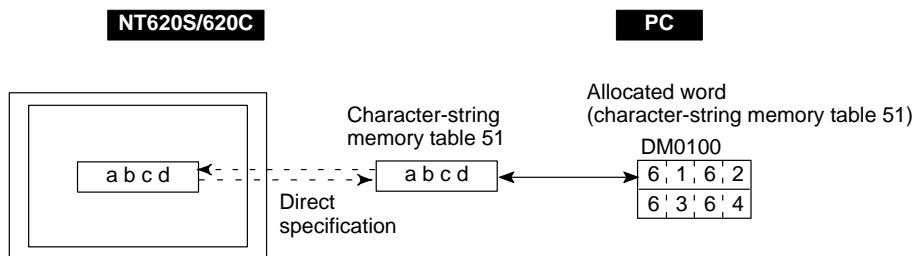 NT620S/620C
PC
Allocated word
(character-string memory table 51)
Character-string
memory table 51
DM0100
a b c d
a b c d
6 1 6 2
6 3 6 4
Direct
specification